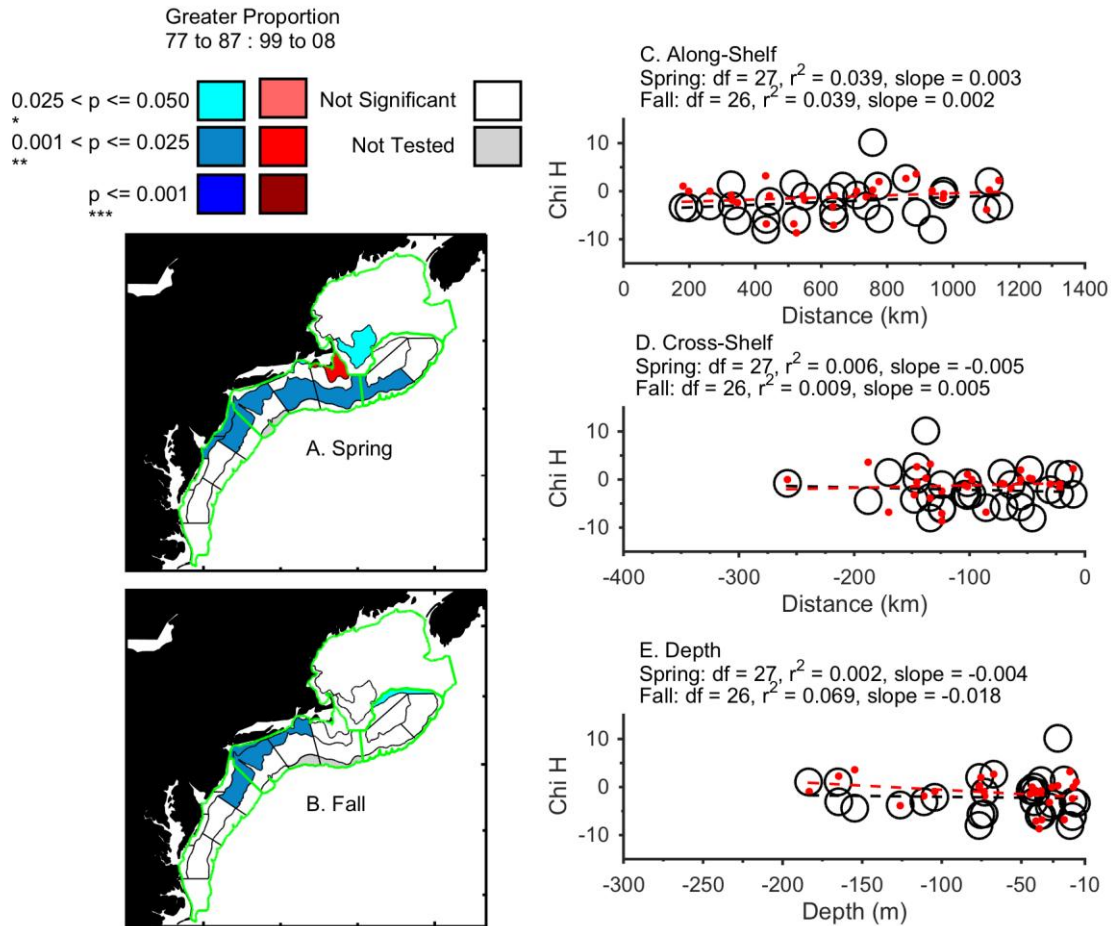 Greater Proportion
77 to 87 : 99 to 08
0.025 < p <= 0.050
*
0.001 < p <= 0.025
**
p <= 0.001
***
Not Significant
Not Tested
A. Spring
B. Fall
C. Along-Shelf
Spring: df = 27, r² = 0.039, slope = 0.003
Fall: df = 26, r² = 0.039, slope = 0.002
10
0
-10
Chi H
0 200 400 600 800 1000 1200 1400
Distance (km)
D. Cross-Shelf
Spring: df = 27, r² = 0.006, slope = -0.005
Fall: df = 26, r² = 0.009, slope = 0.005
10
0
-10
Chi H
-400 -300 -200 -100 0
Distance (km)
E. Depth
Spring: df = 27, r² = 0.002, slope = -0.004
Fall: df = 26, r² = 0.069, slope = -0.018
10
0
-10
Chi H
-300 -250 -200 -150 -100 -50 -10
Depth (m)